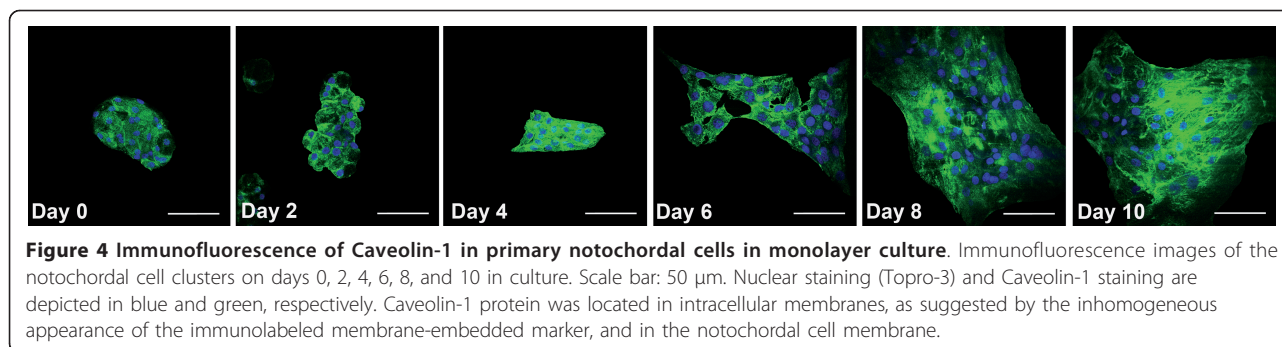 Day 0
Day 2
Day 4
Day 6
Day 8
Day 10
Figure 4 Immunofluorescence of Caveolin-1 in primary notochordal cells in monolayer culture. Immunofluorescence images of the
notochordal cell clusters on days 0, 2, 4, 6, 8, and 10 in culture. Scale bar: 50 μm. Nuclear staining (Topro-3) and Caveolin-1 staining are
depicted in blue and green, respectively. Caveolin-1 protein was located in intracellular membranes, as suggested by the inhomogeneous
appearance of the immunolabeled membrane-embedded marker, and in the notochordal cell membrane.